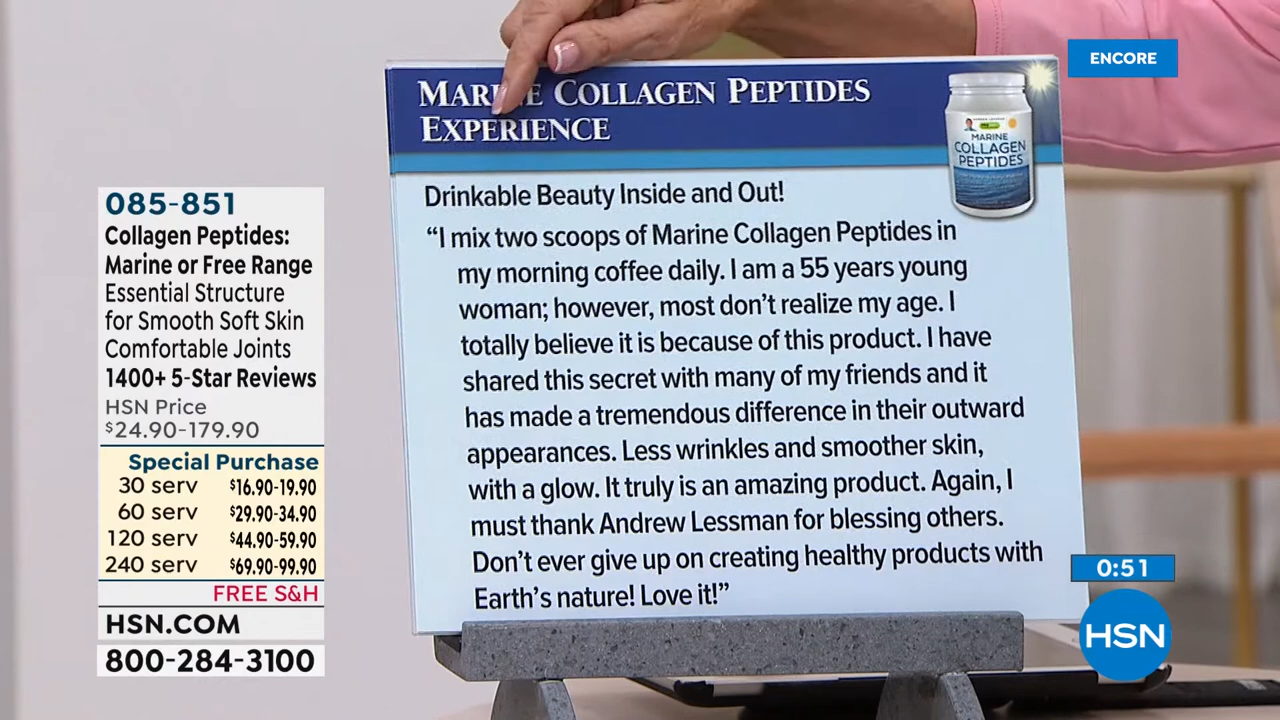 ENCORE
MARINE COLLAGEN PEPTIDES
EXPERIENCE
MARINE
COLLAGEN
PEPTIDES
Drinkable Beauty Inside and Out!
“I mix two scoops of Marine Collagen Peptides in
my morning coffee daily. I am a 55 years young
woman; however, most don’t realize my age. I
totally believe it is because of this product. I have
shared this secret with many of my friends and it
has made a tremendous difference in their outward
appearances. Less wrinkles and smoother skin,
with a glow. It truly is an amazing product. Again, I
must thank Andrew Lessman for blessing others.
Don’t ever give up on creating healthy products with
Earth’s nature! Love it!”
085-851
Collagen Peptides:
Marine or Free Range
Essential Structure
for Smooth Soft Skin
Comfortable Joints
1400+ 5-Star Reviews
HSN Price
$24.90-179.90
Special Purchase
30 serv $16.90-19.90
60 serv $29.90-34.90
120 serv $44.90-59.90
240 serv $69.90-99.90
FREE S&H
HSN.COM
800-284-3100
0:51
HSN